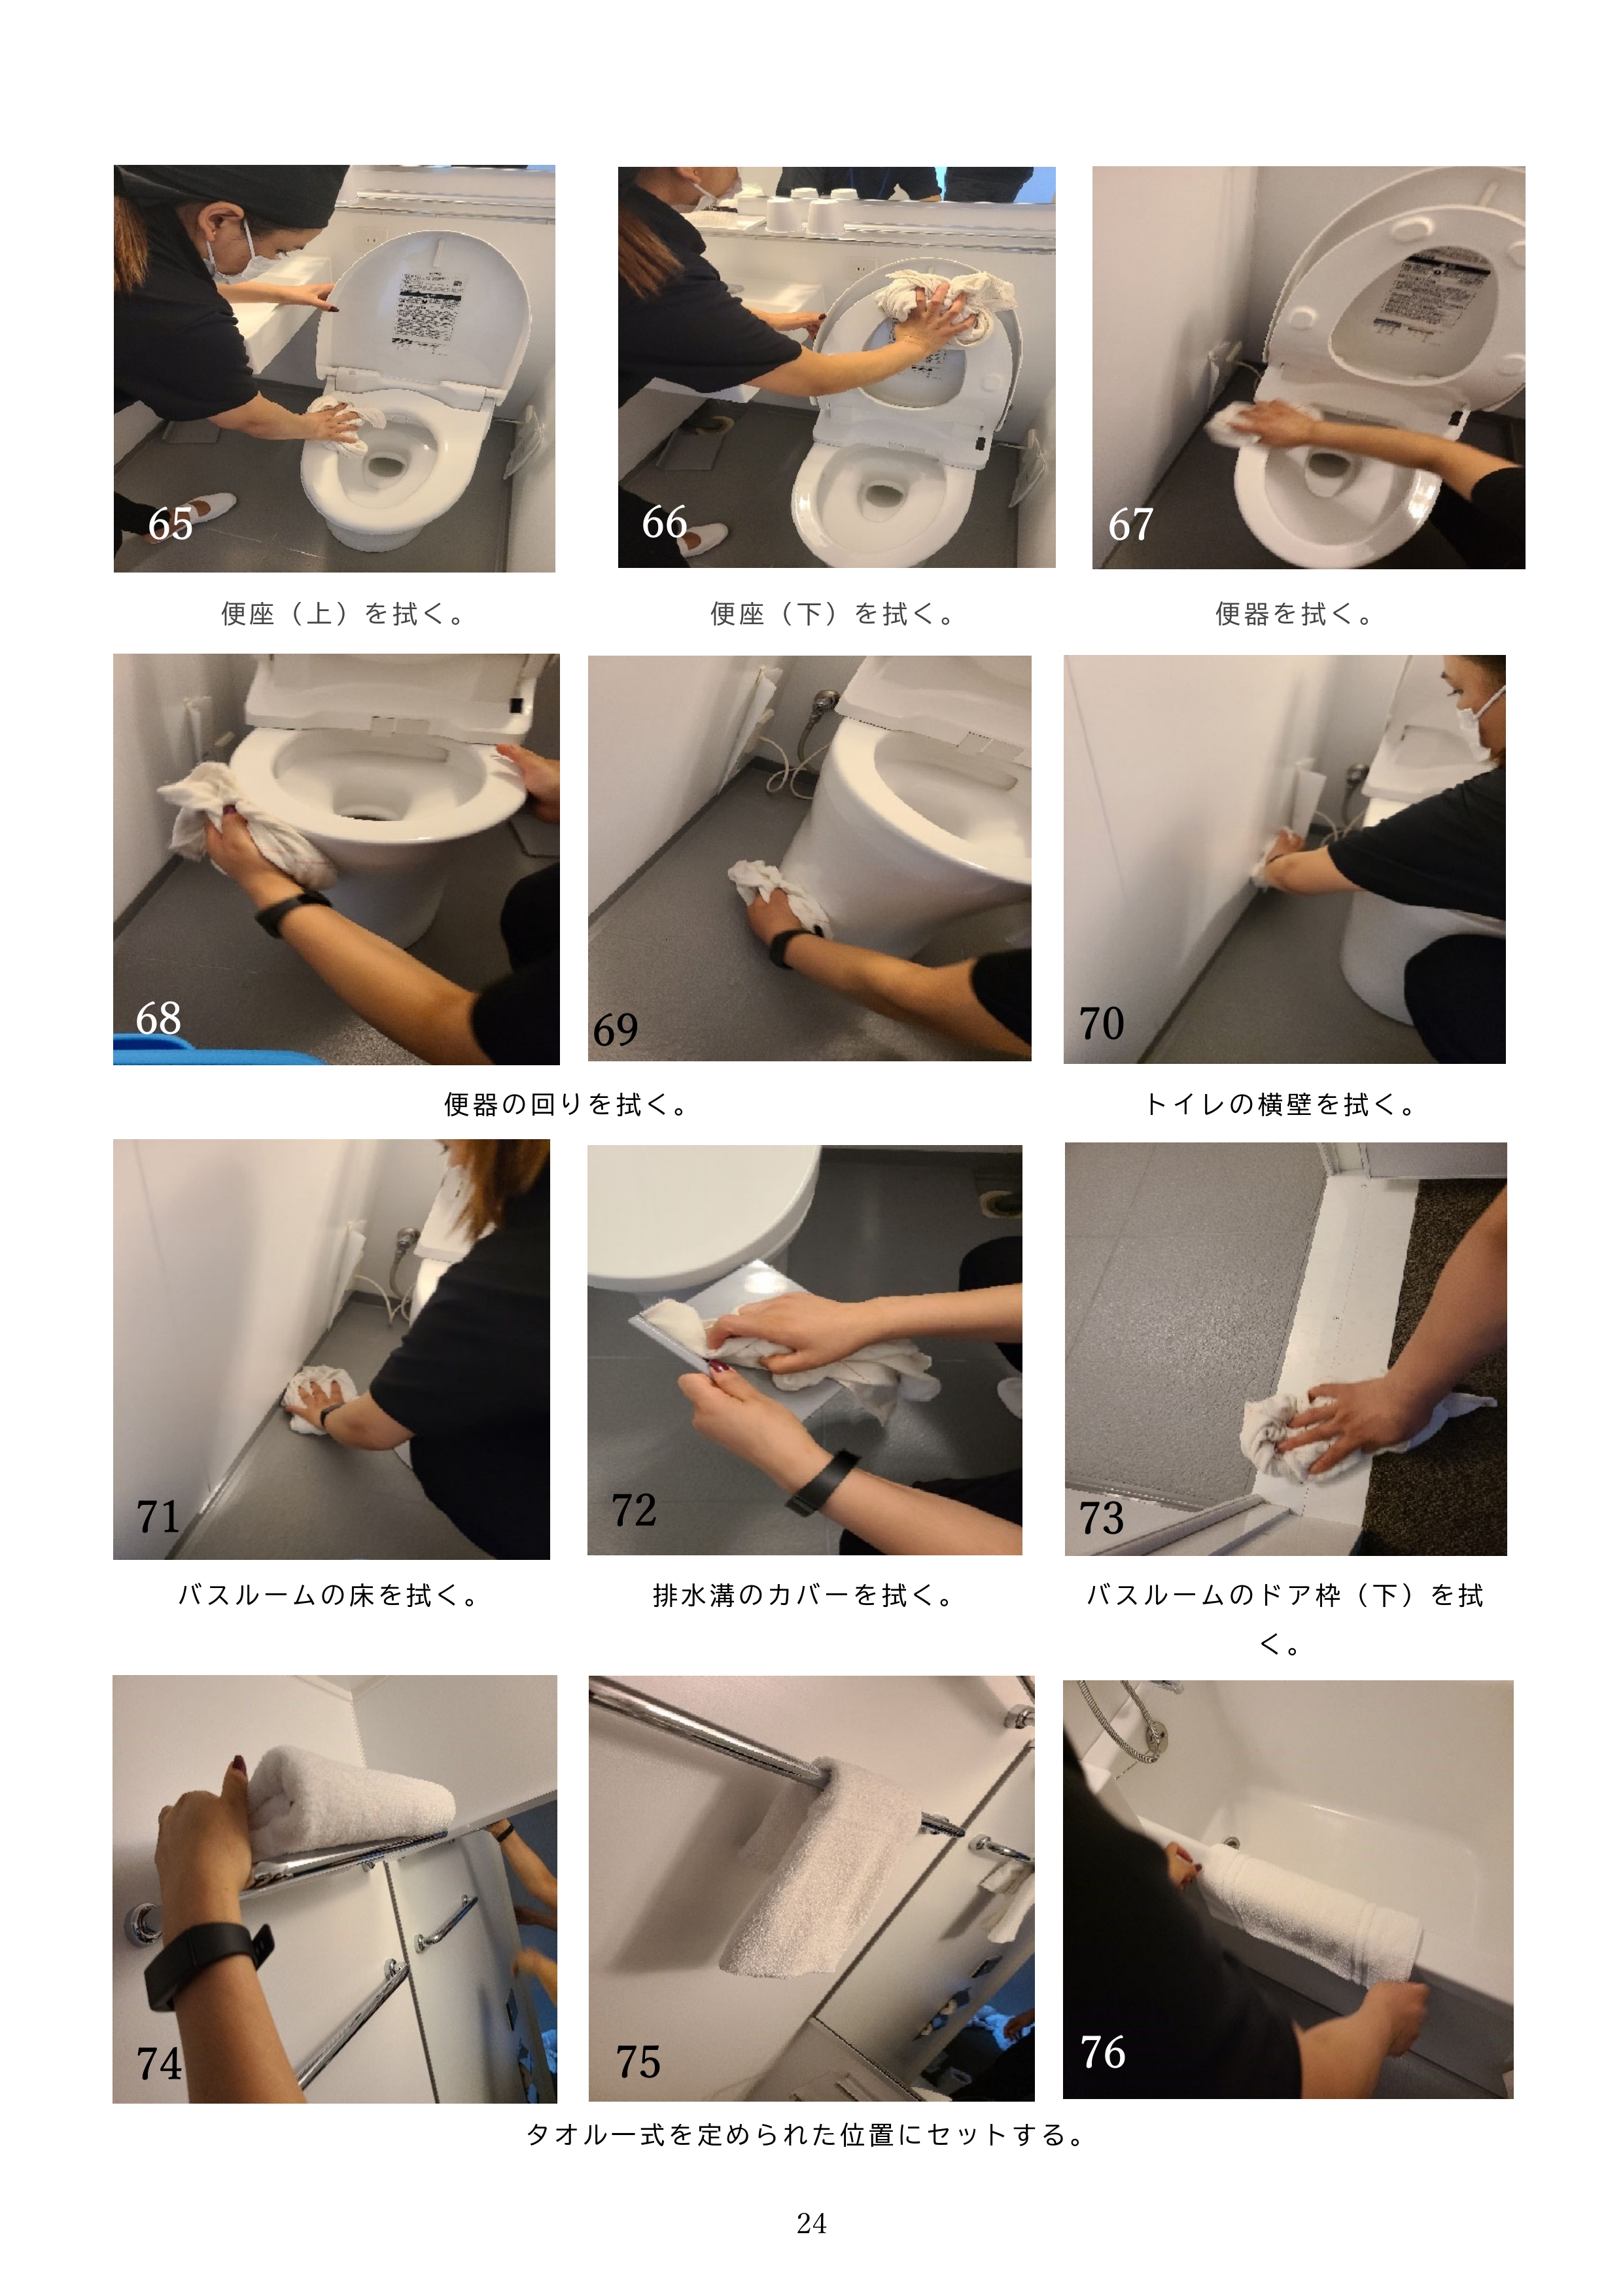 65
66
67
便座（上）を拭く。
便座（下）を拭く。
便器を拭く。
68
69
70
便器の回りを拭く。
トイレの横壁を拭く。
71
72
73
バスルームの床を拭く。
排水溝のカバーを拭く。
バスルームのドア枠（下）を拭
く。
74
75
76
タオル一式を定められた位置にセットする。
24